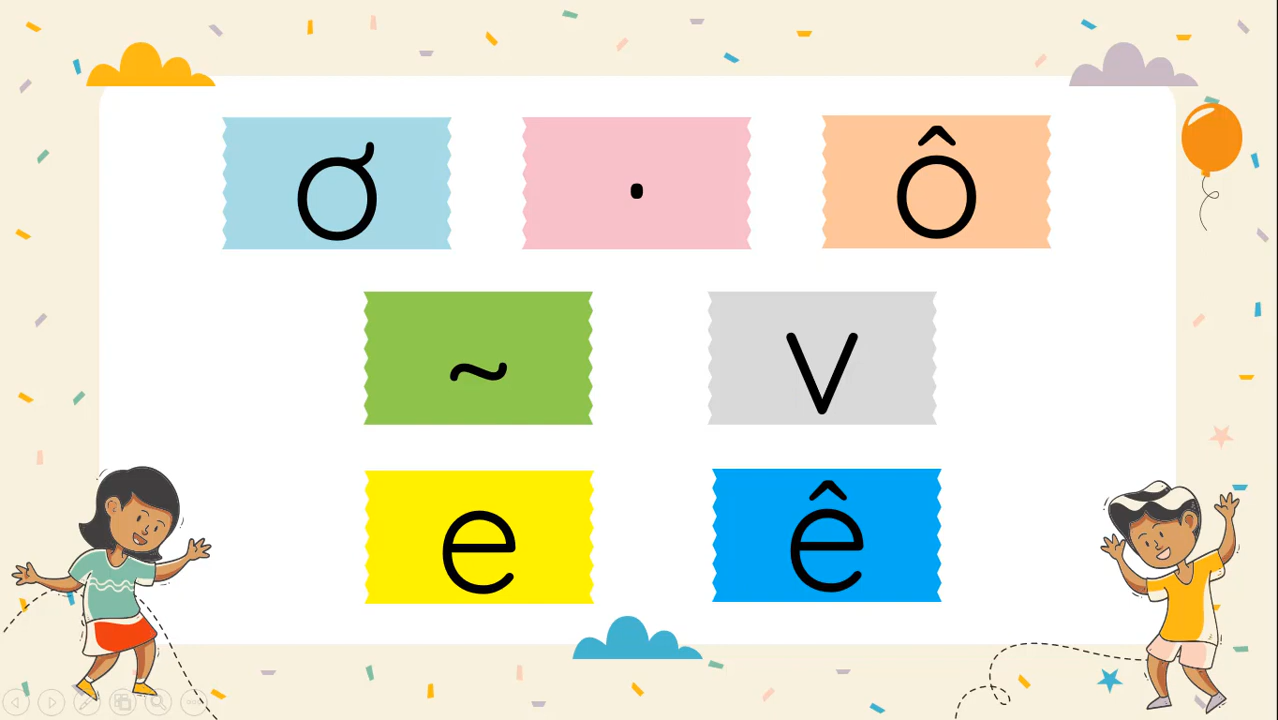 ơ . ô
~ v
e ê